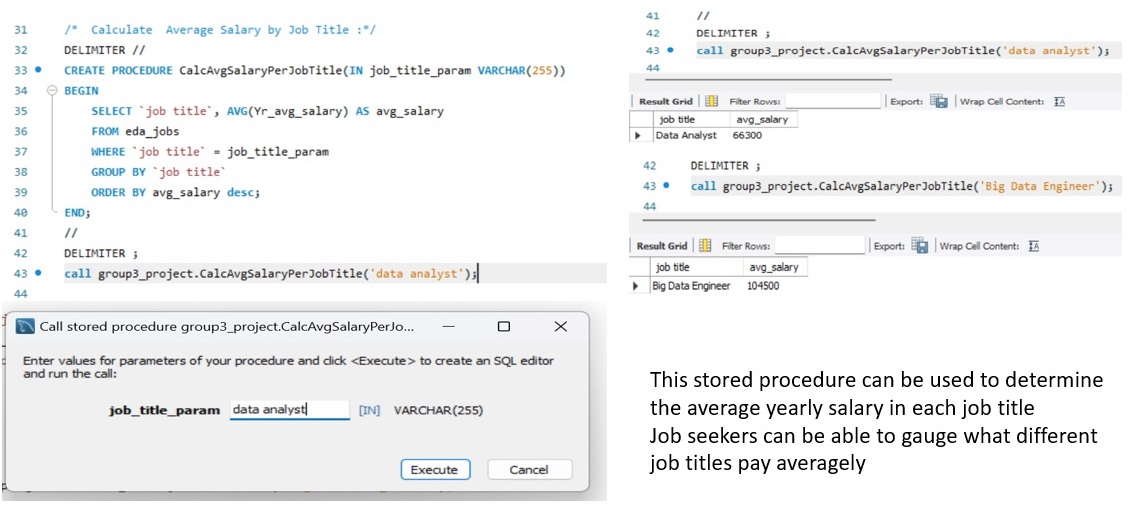 31 /* Calculate Average Salary by Job Title :*/
32 DELIMITER //
33 CREATE PROCEDURE CalcAvgSalaryPerJobTitle(IN job_title_param VARCHAR(255))
34 BEGIN
35 SELECT `job title`, AVG(Yr_avg_salary) AS avg_salary
36 FROM eda_jobs
37 WHERE `job title` = job_title_param
38 GROUP BY `job title`
39 ORDER BY avg_salary desc;
40 END;
41 //
42 DELIMITER ;
43 call group3_project.CalcAvgSalaryPerJobTitle('data analyst');
44
Call stored procedure group3_project.CalcAvgSalaryPerJo...
Enter values for parameters of your procedure and click <Execute> to create an SQL editor
and run the call:
job_title_param data analyst [IN] VARCHAR(255)
Execute Cancel
41 //
42 DELIMITER ;
43 call group3_project.CalcAvgSalaryPerJobTitle('data analyst');
44
Result Grid Filter Rows: Export: Wrap Cell Content: IA
job title avg_salary
Data Analyst 66300
42 DELIMITER ;
43 call group3_project.CalcAvgSalaryPerJobTitle('Big Data Engineer');
44
Result Grid Filter Rows: Export: Wrap Cell Content: IA
job title avg_salary
Big Data Engineer 104500
This stored procedure can be used to determine
the average yearly salary in each job title
Job seekers can be able to gauge what different
job titles pay averagely